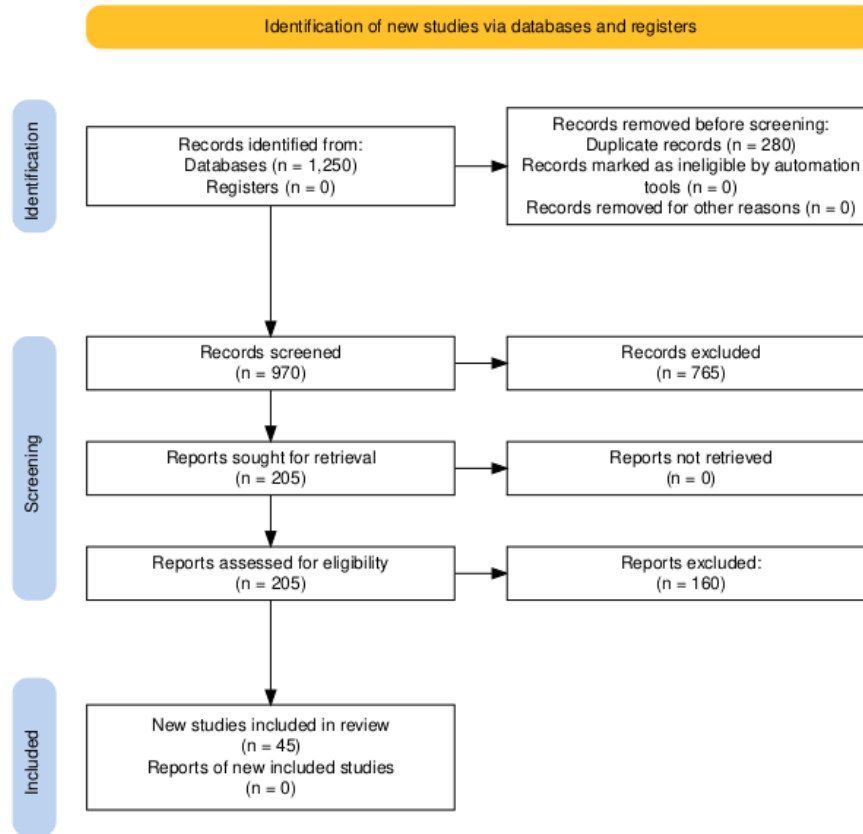 Identification of new studies via databases and registers
Identification
Records identified from:
Databases (n = 1,250)
Registers (n = 0)
Records removed before screening:
Duplicate records (n = 280)
Records marked as ineligible by automation
tools (n = 0)
Records removed for other reasons (n = 0)
Screening
Records screened
(n = 970)
Records excluded
(n = 765)
Reports sought for retrieval
(n = 205)
Reports not retrieved
(n = 0)
Reports assessed for eligibility
(n = 205)
Reports excluded:
(n = 160)
Included
New studies included in review
(n = 45)
Reports of new included studies
(n = 0)